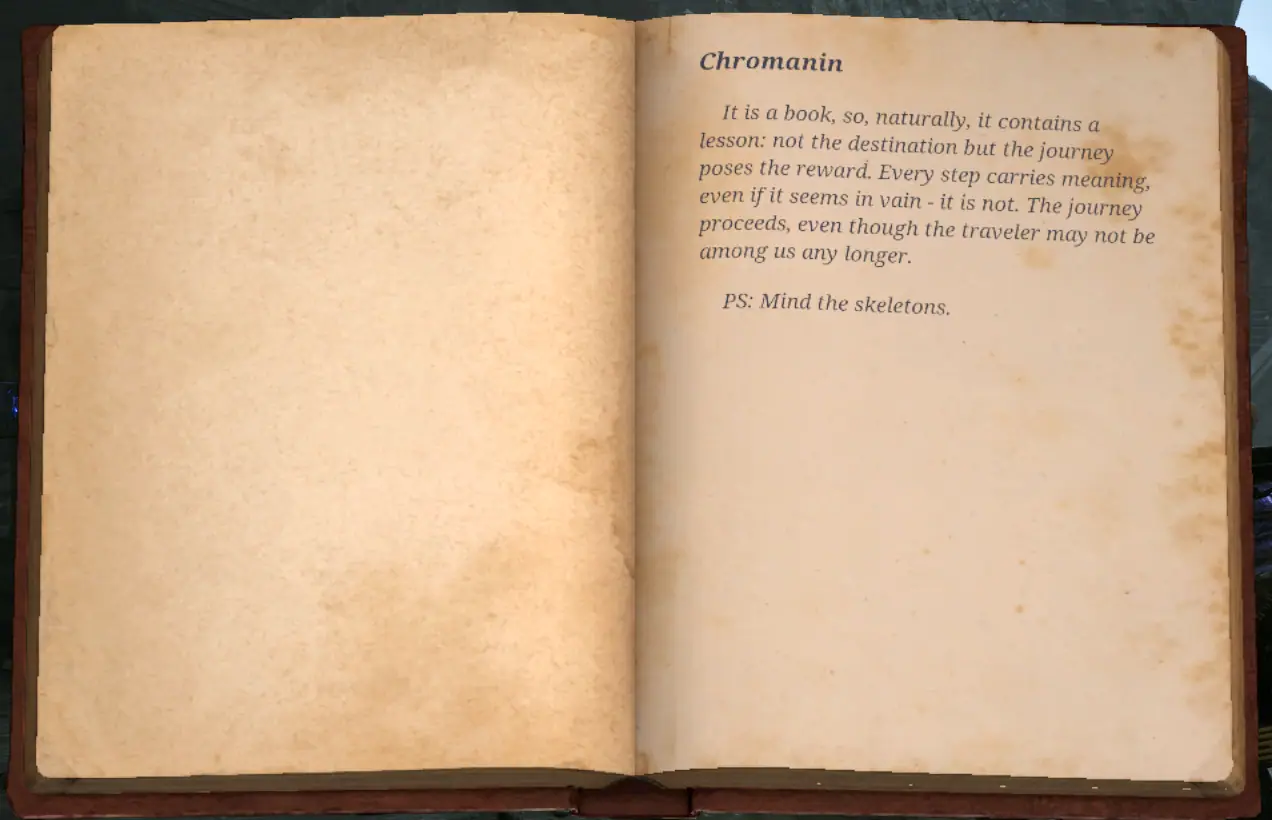 Chromanin
It is a book, so, naturally, it contains a
lesson: not the destination but the journey
poses the reward. Every step carries meaning,
even if it seems in vain - it is not. The journey
proceeds, even though the traveler may not be
among us any longer.
PS: Mind the skeletons.